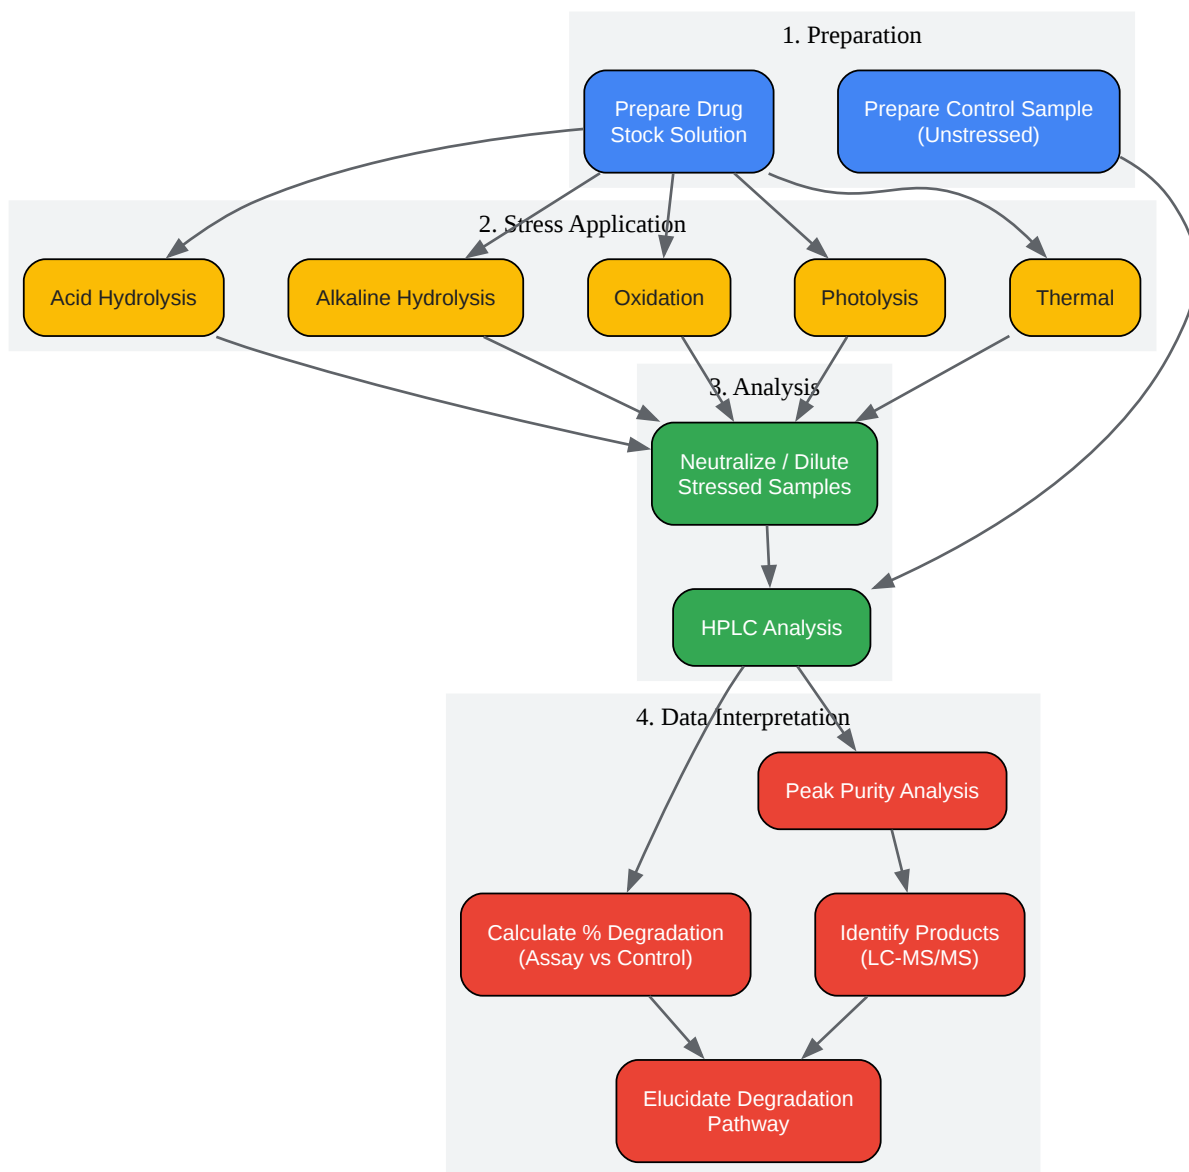 1. Preparation
Prepare Drug
Stock Solution
Prepare Control Sample
(Unstressed)
2. Stress Application
Acid Hydrolysis
Alkaline Hydrolysis
Oxidation
Photolysis
Thermal
3. Analysis
Neutralize / Dilute
Stressed Samples
HPLC Analysis
4. Data Interpretation
Peak Purity Analysis
Calculate % Degradation
(Assay vs Control)
Identify Products
(LC-MS/MS)
Elucidate Degradation
Pathway